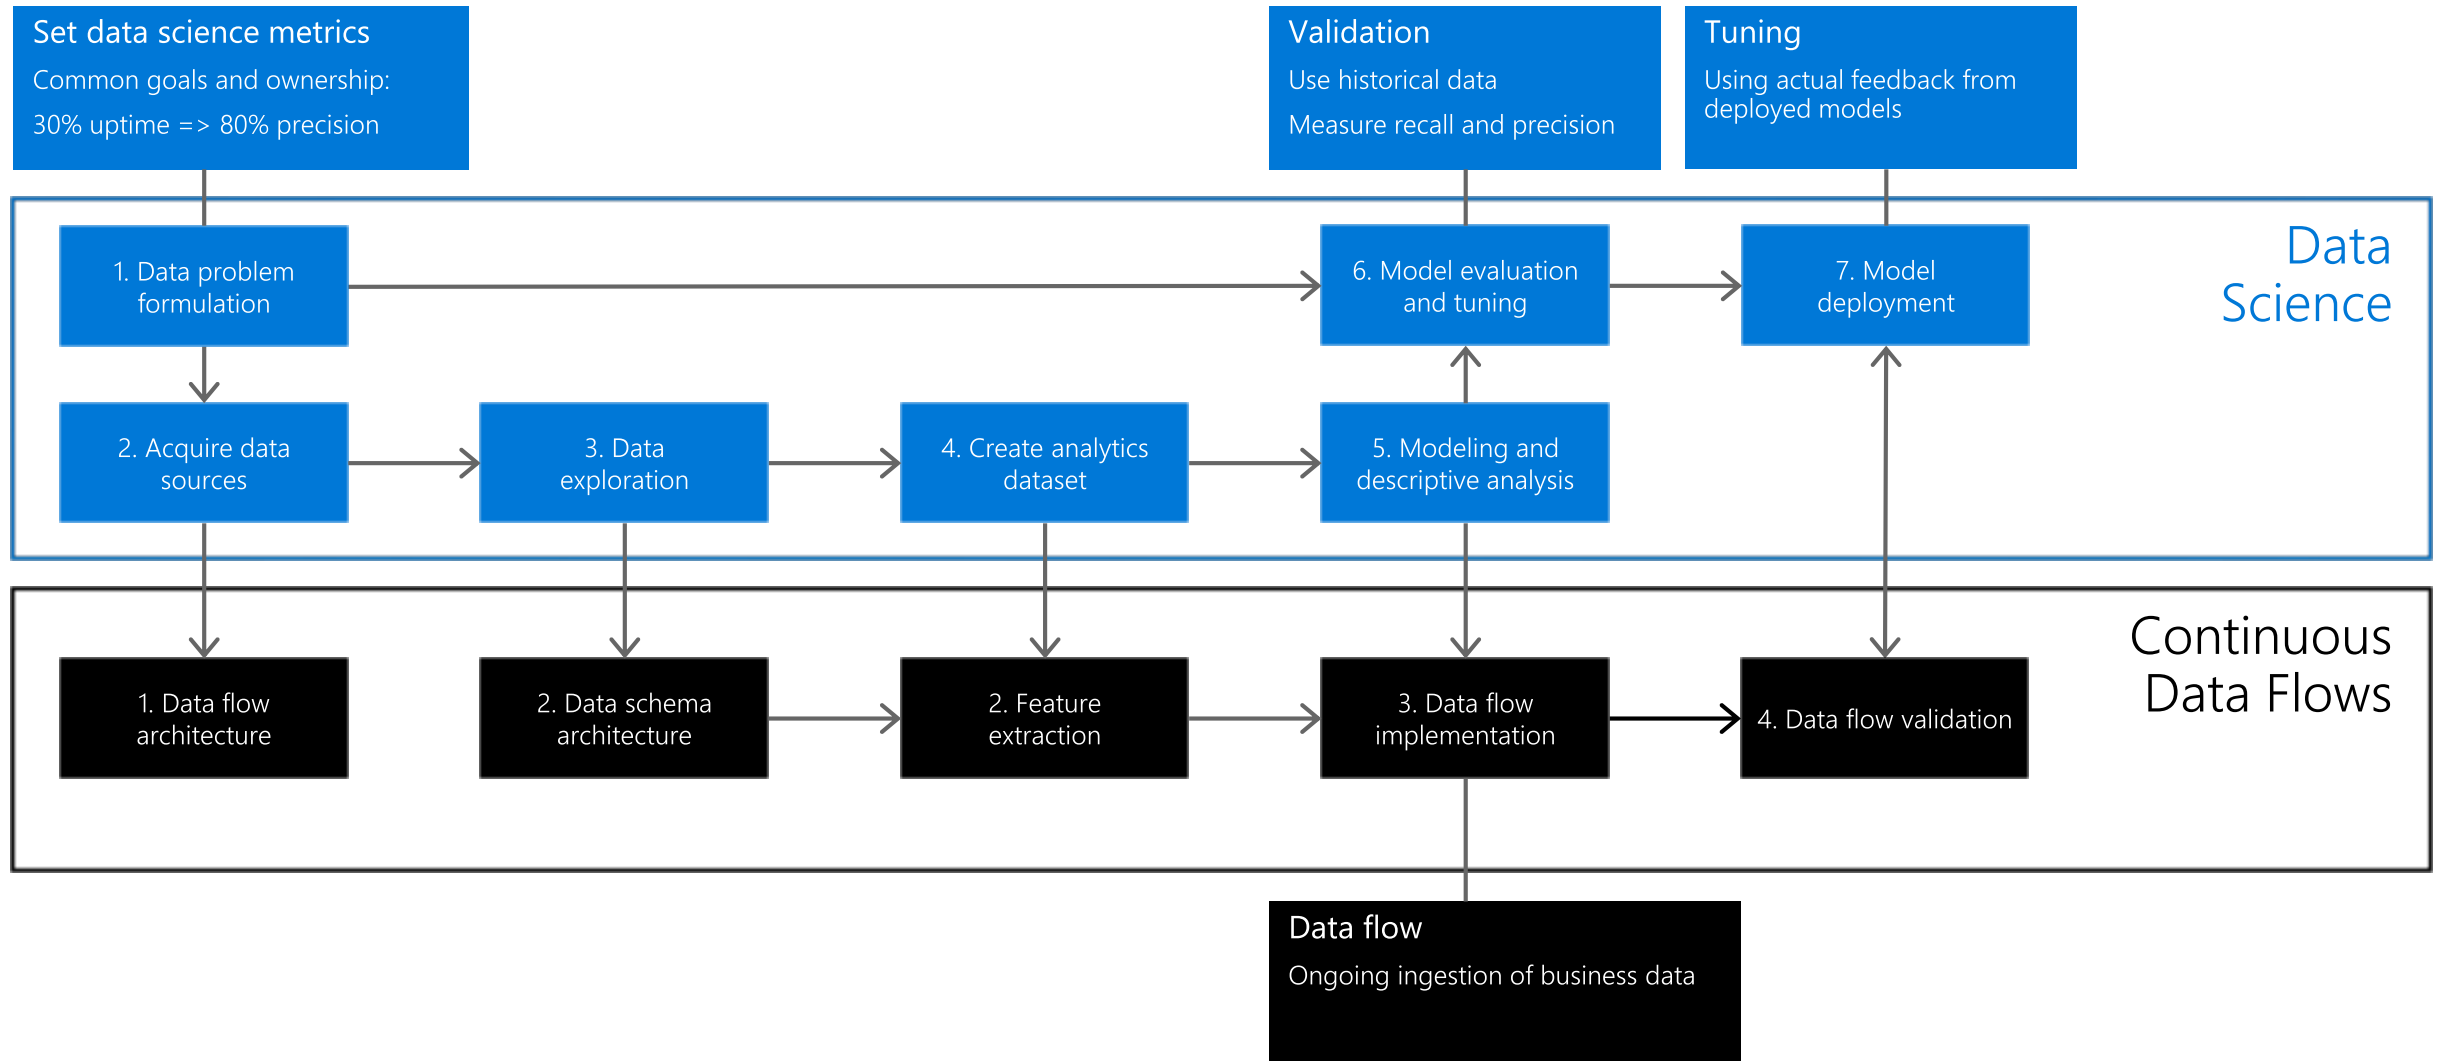 Set data science metrics
Common goals and ownership:
30% uptime => 80% precision
Validation
Use historical data
Measure recall and precision
Tuning
Using actual feedback from
deployed models
Data
Science
1. Data problem
formulation
6. Model evaluation
and tuning
7. Model
deployment
2. Acquire data
sources
3. Data
exploration
4. Create analytics
dataset
5. Modeling and
descriptive analysis
Continuous
Data Flows
1. Data flow
architecture
2. Data schema
architecture
2. Feature
extraction
3. Data flow
implementation
4. Data flow validation
Data flow
Ongoing ingestion of business data